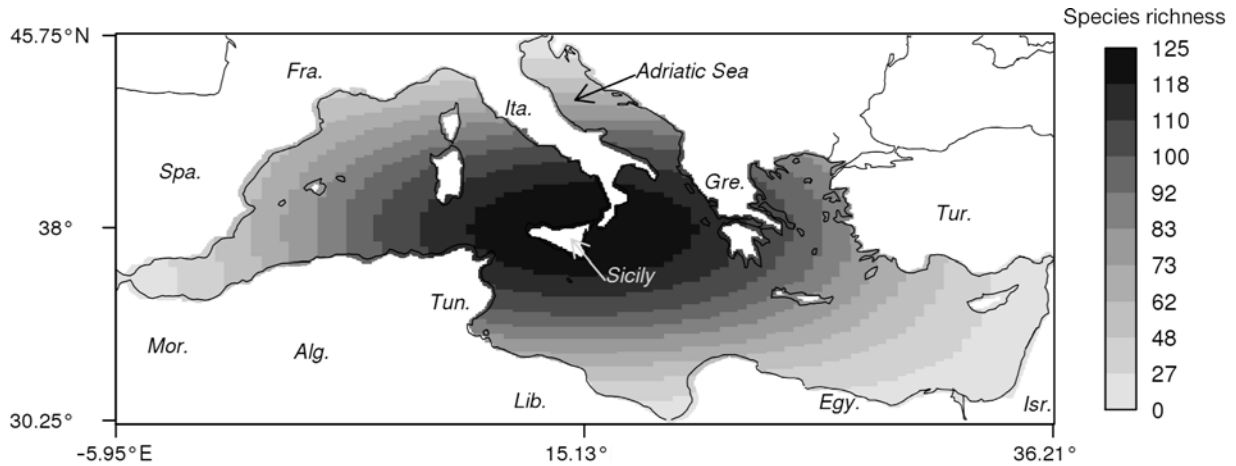 Species richness
45.75°N
Fra.
Adriatic Sea
Ita.
Spa.
Gre.
Tur.
38°
Sicily
Tun.
Mor.
Alg.
Lib.
Egy.
Isr.
30.25°
-5.95°E
15.13°
36.21°
125
118
110
100
92
83
73
62
48
27
0